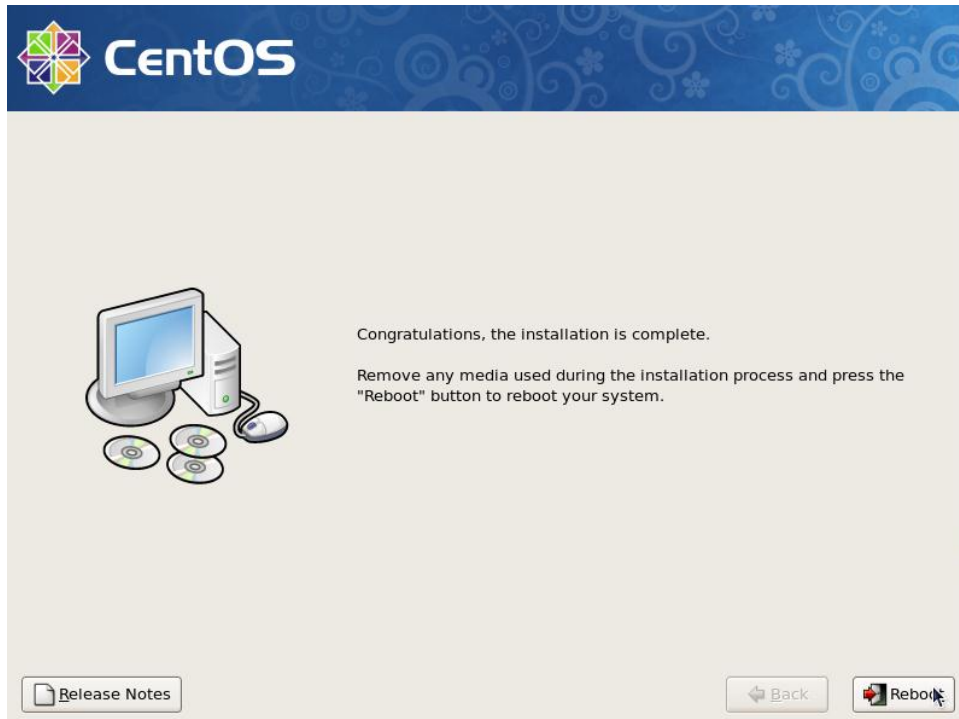 CentOS
Congratulations, the installation is complete.
Remove any media used during the installation process and press the
"Reboot" button to reboot your system.
Release Notes
Back
Reboot